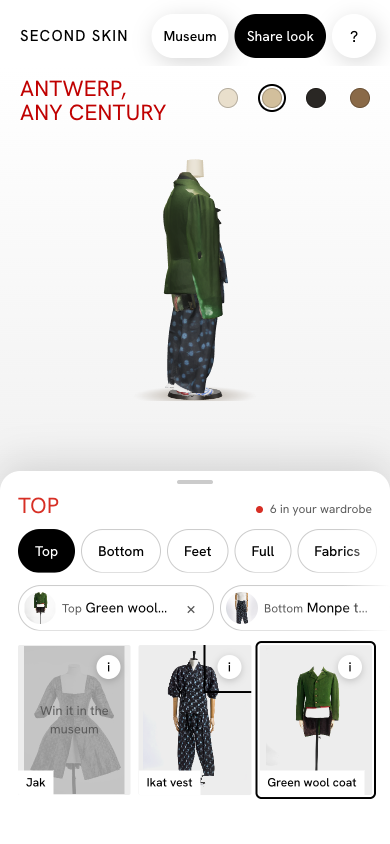 SECOND SKIN
Museum
Share look
?
ANTWERP,
ANY CENTURY
TOP
6 in your wardrobe
Top
Bottom
Feet
Full
Fabrics
Top Green wool...
×
Bottom Monpe t...
i
i
i
Win it in the
museum
Jak
Ikat vest
Green wool coat